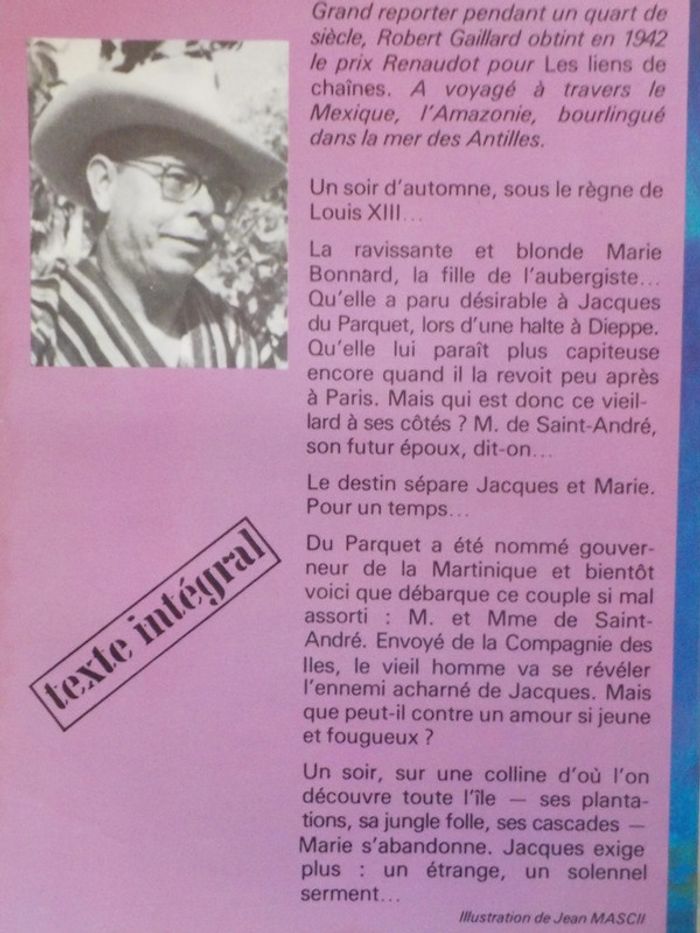 Grand reporter pendant un quart de
siècle, Robert Gaillard obtint en 1942
le prix Renaudot pour Les liens de
chaînes. A voyagé à travers le
Mexique, l'Amazonie, bourlingué
dans la mer des Antilles.
Un soir d'automne, sous le règne de
Louis XIII...
La ravissante et blonde Marie
Bonnard, la fille de l'aubergiste...
Qu'elle a paru désirable à Jacques
du Parquet, lors d'une halte à Dieppe.
Qu'elle lui paraît plus capiteuse
encore quand il la revoit peu après
à Paris. Mais qui est donc ce vieil-
lard à ses côtés ? M. de Saint-André,
son futur époux, dit-on...
Le destin sépare Jacques et Marie.
Pour un temps...
Du Parquet a été nommé gouver-
neur de la Martinique et bientôt
voici que débarque ce couple si mal
assorti : M. et Mme de Saint-
André. Envoyé de la Compagnie des
Iles, le vieil homme va se révéler
l'ennemi acharné de Jacques. Mais
que peut-il contre un amour si jeune
et fougueux ?
Un soir, sur une colline d'où l'on
découvre toute l'île — ses planta-
tions, sa jungle folle, ses cascades —
Marie s'abandonne. Jacques exige
plus : un étrange, un solennel
serment...
texte intégral
Illustration de Jean MASCII